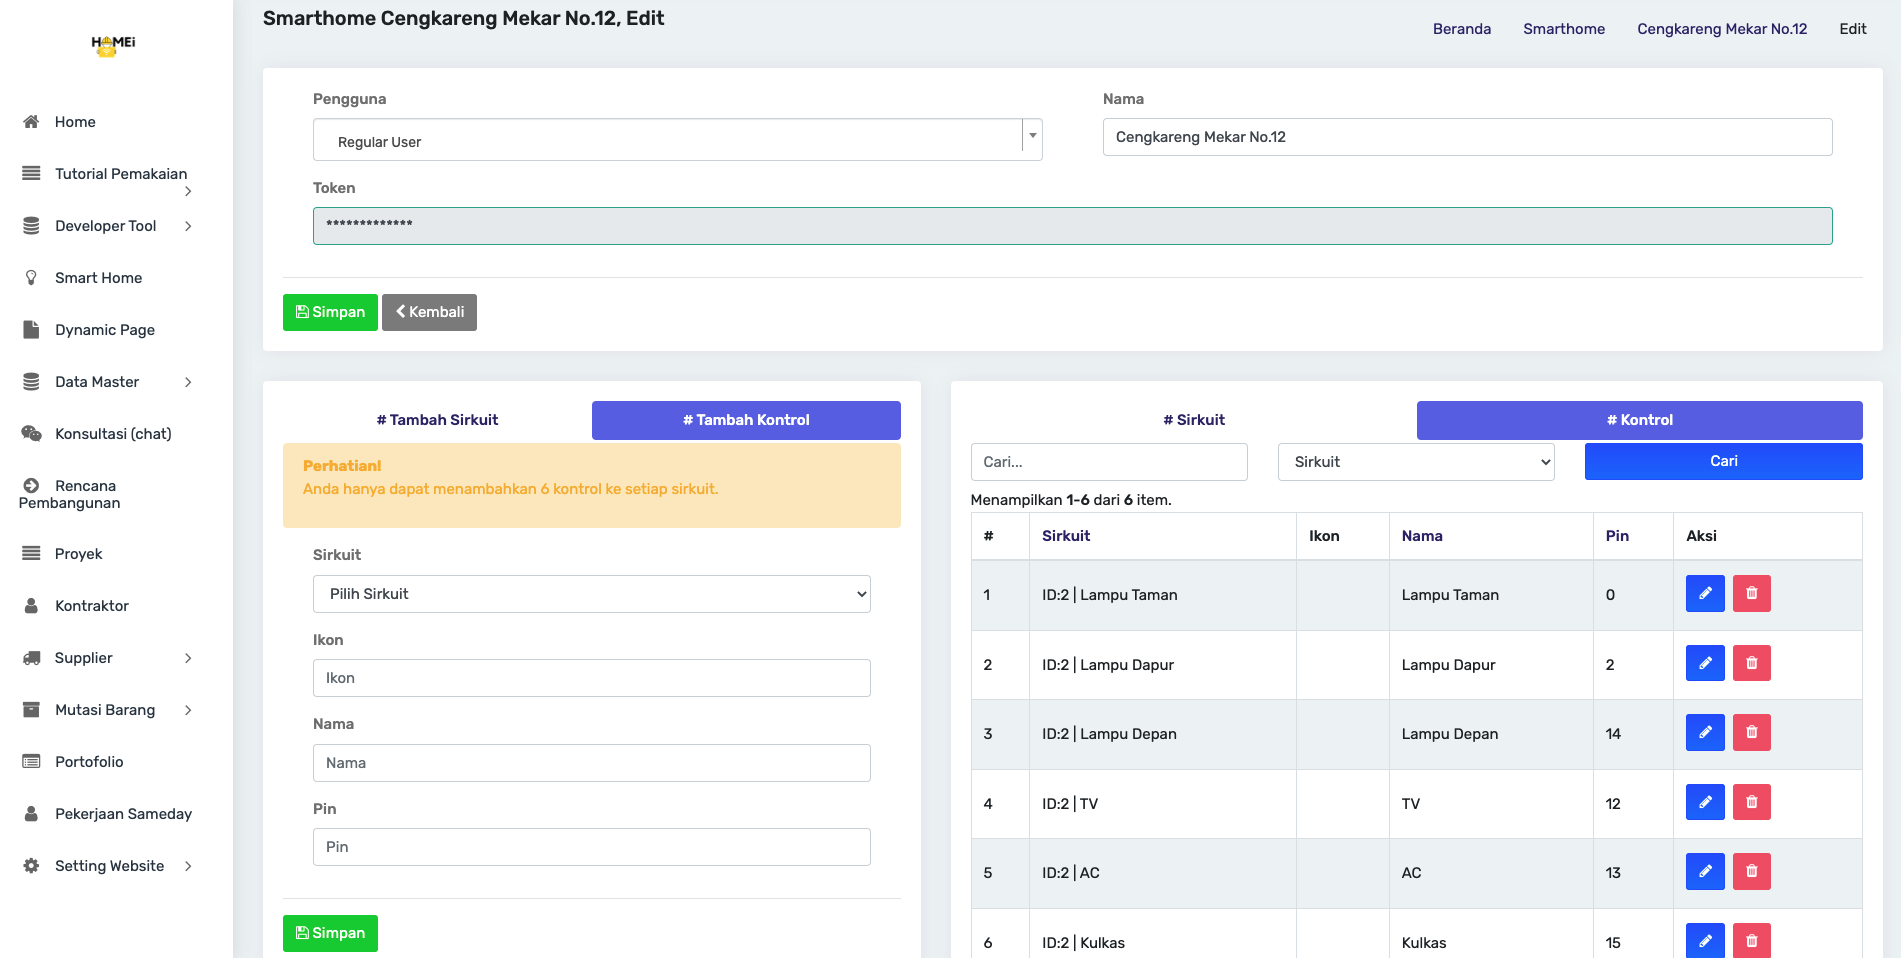 HOMEi
Home
Tutorial Pemakaian
Developer Tool
Smart Home
Dynamic Page
Data Master
Konsultasi (chat)
Rencana
Pembangunan
Proyek
Kontraktor
Supplier
Mutasi Barang
Portofolio
Pekerjaan Sameday
Setting Website
Smarthome Cengkareng Mekar No.12, Edit
Beranda Smarthome Cengkareng Mekar No.12 Edit
Pengguna
Regular User
Nama
Cengkareng Mekar No.12
Token
*************
Simpan Kembali
# Tambah Sirkuit # Tambah Kontrol
Perhatian!
Anda hanya dapat menambahkan 6 kontrol ke setiap sirkuit.
Sirkuit
Pilih Sirkuit
Ikon
Ikon
Nama
Nama
Pin
Pin
Simpan
# Sirkuit # Kontrol
Cari... Sirkuit Cari
Menampilkan 1-6 dari 6 item.
# Sirkuit Ikon Nama Pin Aksi
1 ID:2 | Lampu Taman Lampu Taman 0
2 ID:2 | Lampu Dapur Lampu Dapur 2
3 ID:2 | Lampu Depan Lampu Depan 14
4 ID:2 | TV TV 12
5 ID:2 | AC AC 13
6 ID:2 | Kulkas Kulkas 15